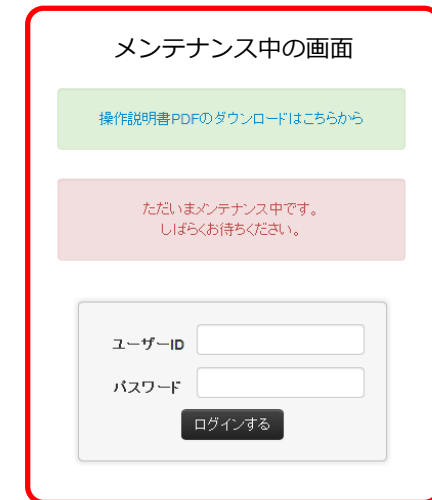 メンテナンス中の画面
操作説明書PDFのダウンロードはこちらから
ただいまメンテナンス中です。
しばらくお待ちください。
ユーザーID
パスワード
ログインする